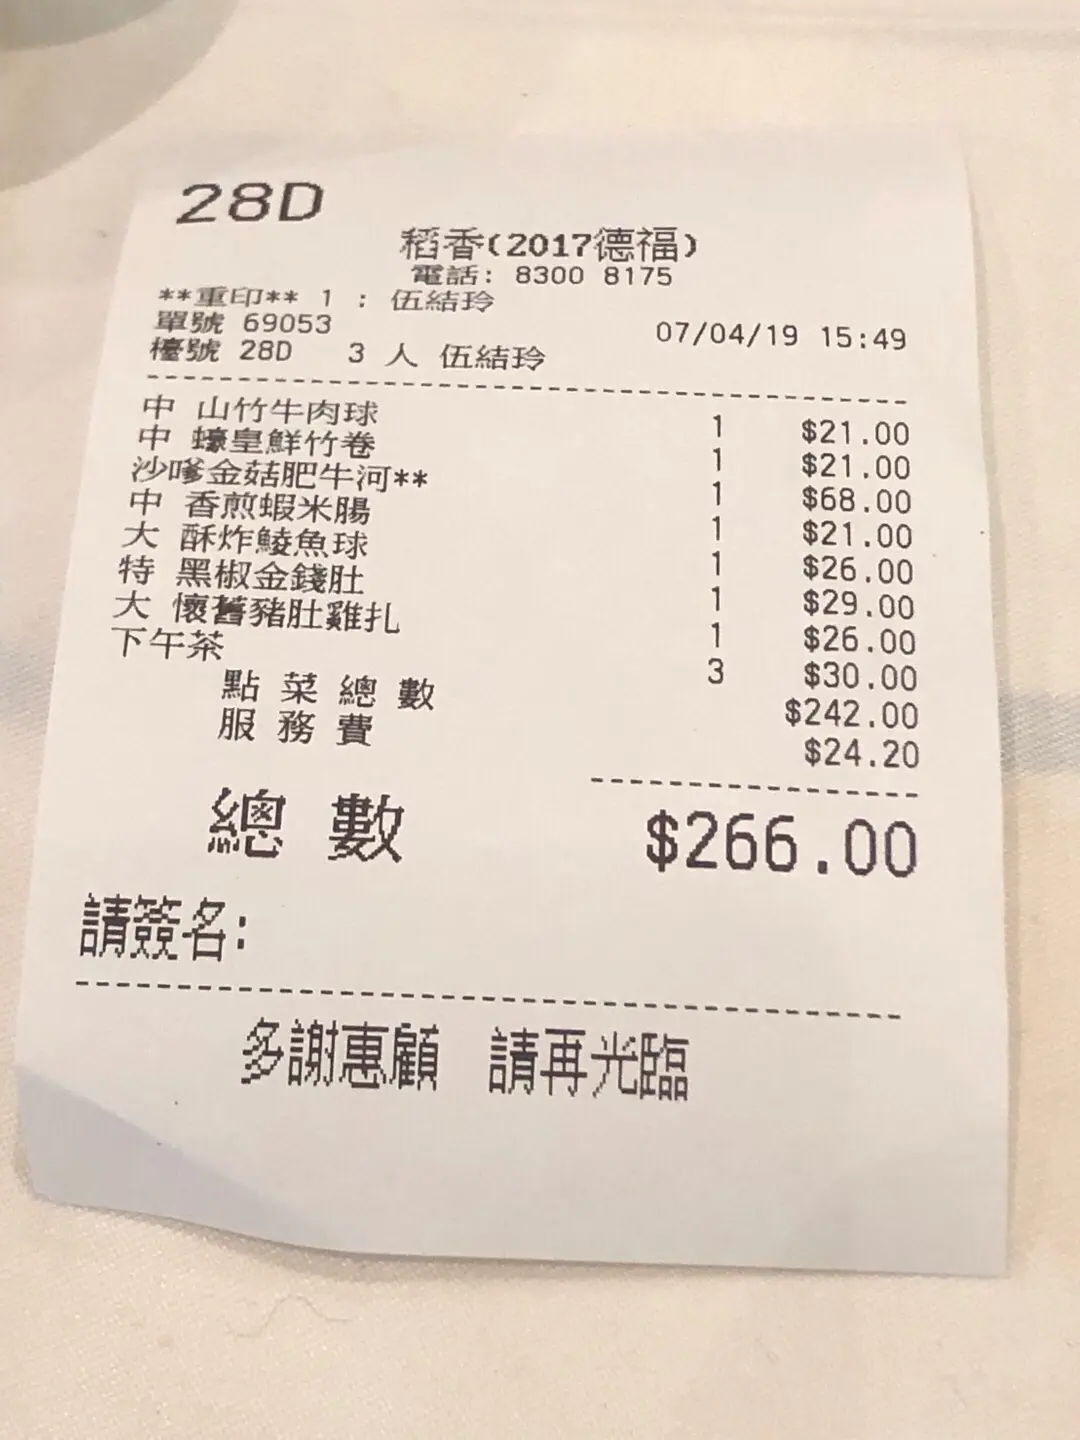 28D
稻香(2017德福)
電話: 8300 8175
**重印** 1 : 伍結玲
單號 69053 07/04/19 15:49
檯號 28D 3 人 伍結玲
中 山竹牛肉球 1 $21.00
中 蠔皇鮮竹卷 1 $21.00
沙嗲金菇肥牛河** 1 $68.00
中 香煎蝦米腸 1 $21.00
大 酥炸鯪魚球 1 $26.00
特 黑椒金錢肚 1 $29.00
大 懷舊豬肚雞扎 1 $26.00
下午茶 3 $30.00
點菜總數 $242.00
服務費 $24.20
總數 $266.00
請簽名:
多謝惠顧 請再光臨